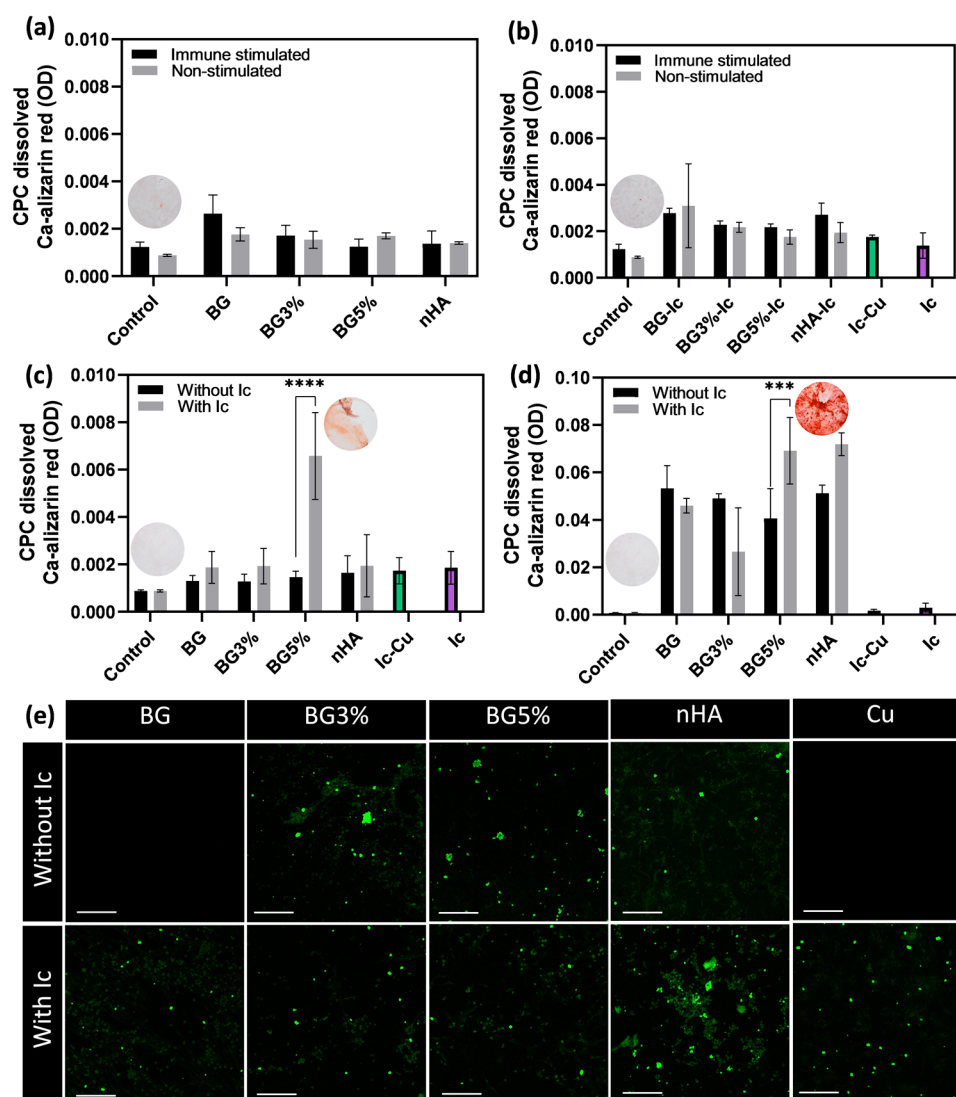 (a)
CPC dissolved
Ca-alizarin red (OD)
0.010
0.008
0.006
0.004
0.002
0.000
Immune stimulated
Non-stimulated
Control
BG
BG3%
BG5%
nHA
(b)
CPC dissolved
Ca-alizarin red (OD)
0.010
0.008
0.006
0.004
0.002
0.000
Immune stimulated
Non-stimulated
Control
BG-Ic
BG3%-Ic
BG5%-Ic
nHA-Ic
Ic-Cu
Ic
(c)
CPC dissolved
Ca-alizarin red (OD)
0.010
0.008
0.006
0.004
0.002
0.000
Without Ic
With Ic
****
Control
BG
BG3%
BG5%
nHA
Ic-Cu
Ic
(d)
CPC dissolved
Ca-alizarin red (OD)
0.10
0.08
0.06
0.04
0.02
0.00
Without Ic
With Ic
***
Control
BG
BG3%
BG5%
nHA
Ic-Cu
Ic
(e)
BG
BG3%
BG5%
nHA
Cu
Without Ic
With Ic